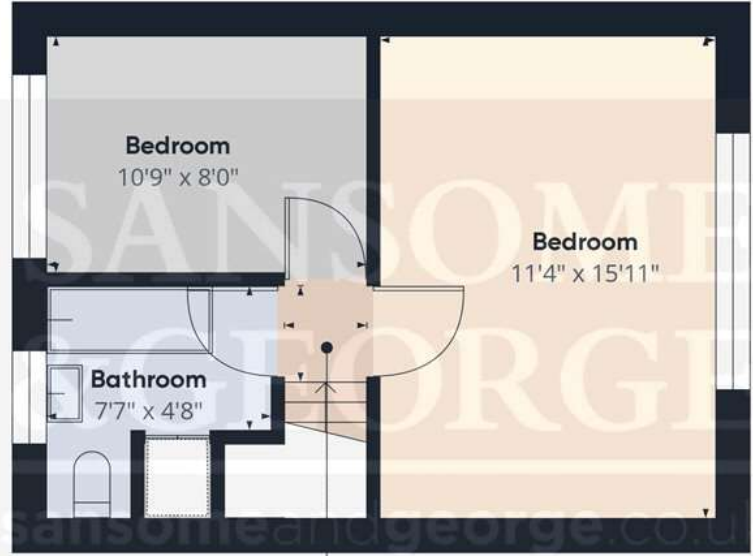 Bedroom
10'9" x 8'0"
SANSOME
Bedroom
11'4" x 15'11"
&GEORGE
Bathroom
7'7" x 4'8"
sansomeandgeorge.co.u